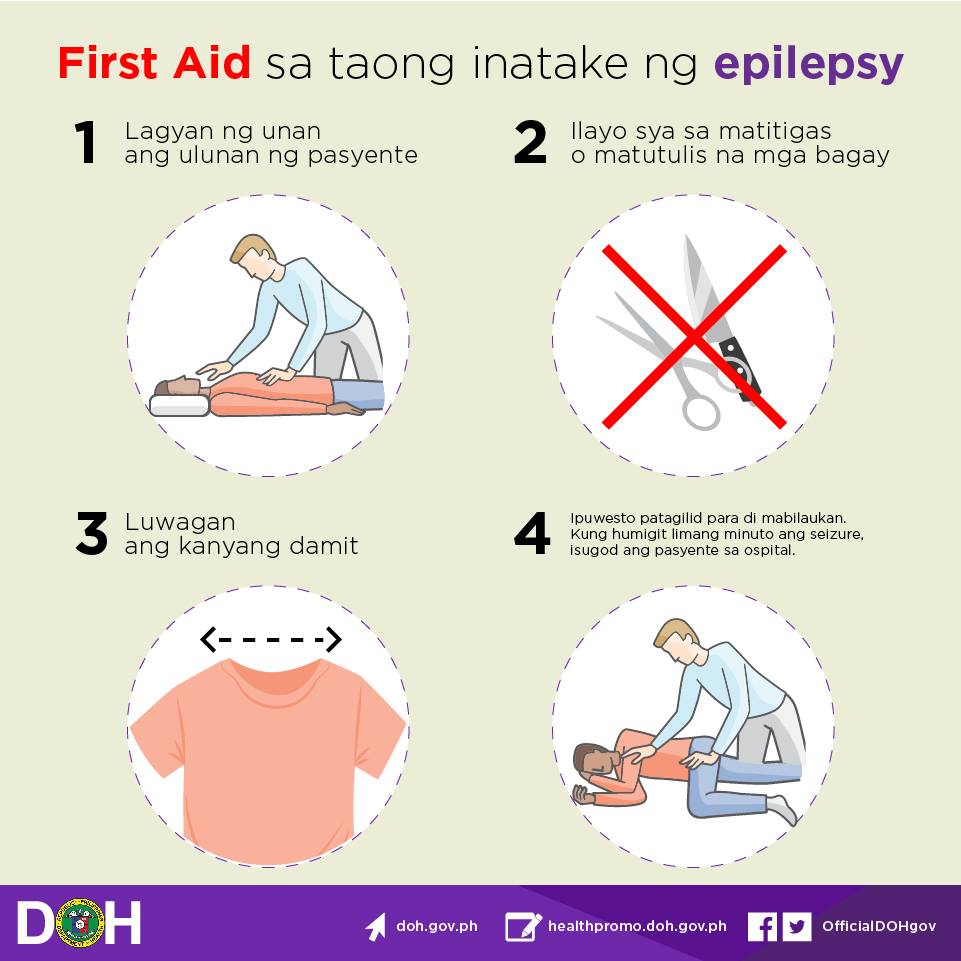 First Aid sa taong inatake ng epilepsy
1
Lagyan ng unan
ang ulunan ng pasyente
2
Ilayo sya sa matitigas
o matutulis na mga bagay
3
Luwagan
ang kanyang damit
4
Ipuwesto patagilid para di mabilaukan.
Kung humigit limang minuto ang seizure,
isugod ang pasyente sa ospital.
DOH
doh.gov.ph
healthpromo.doh.gov.ph
OfficialDOHgov